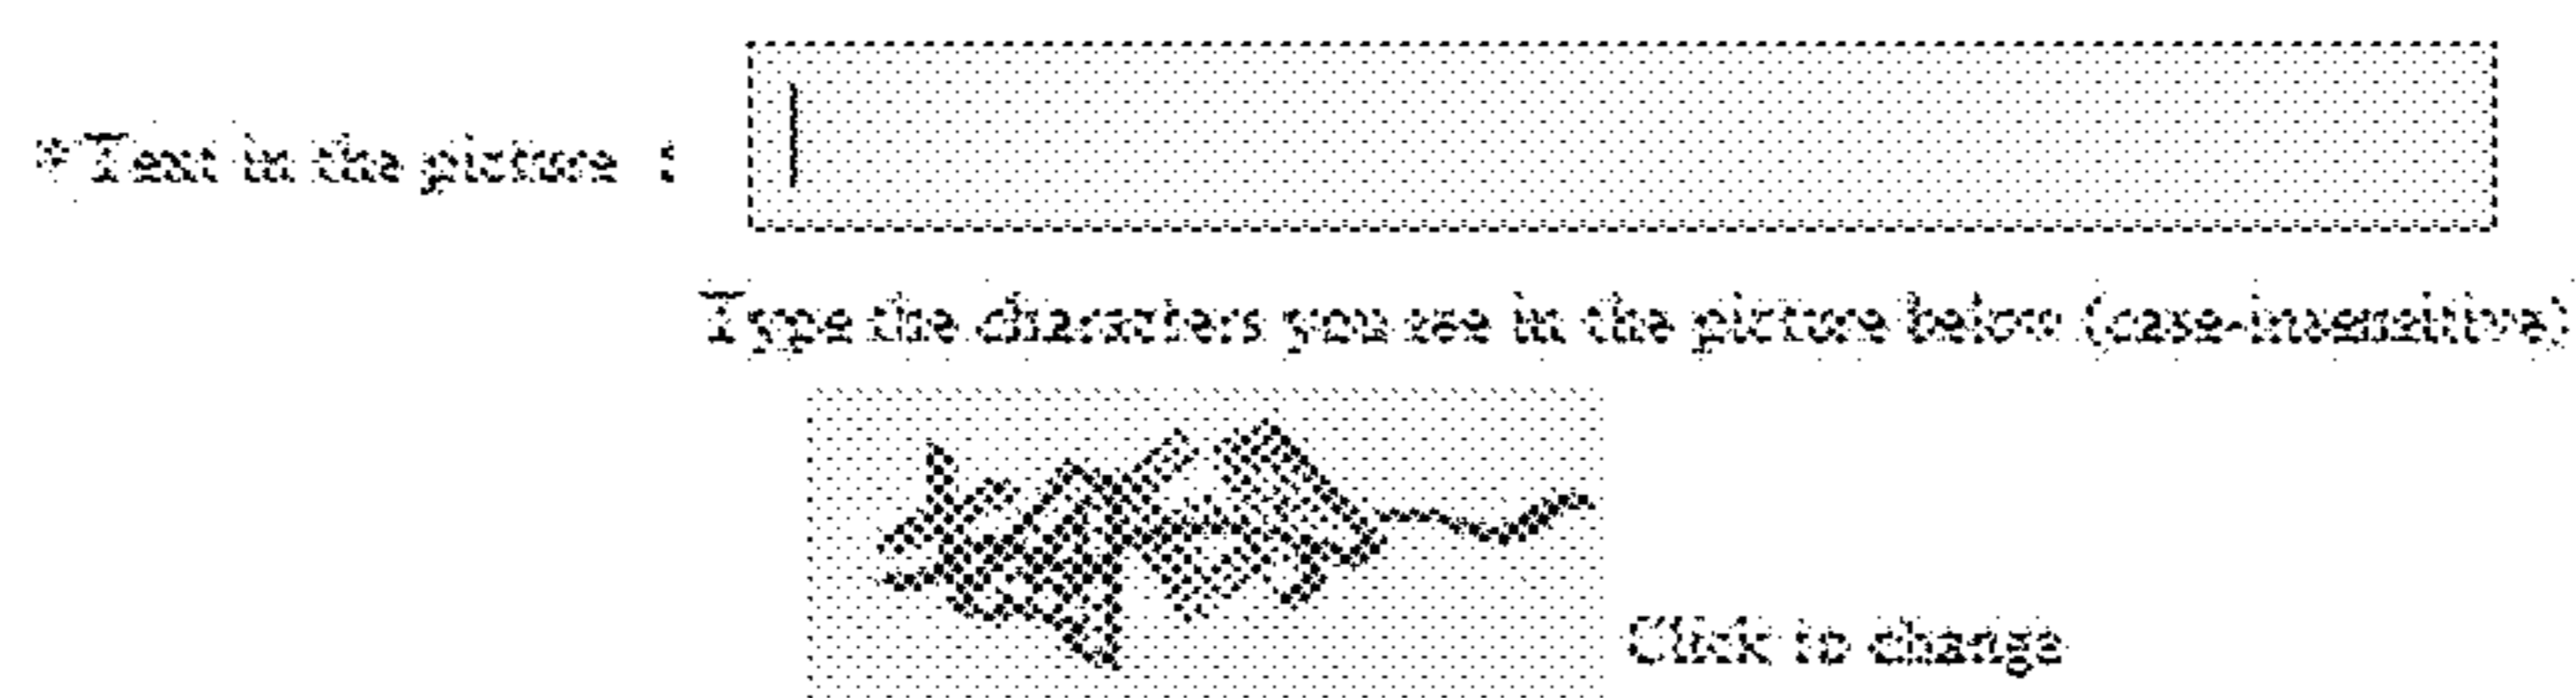 * Text in the picture :
Type the characters you see in the picture below (case-insensitive)
Click to change